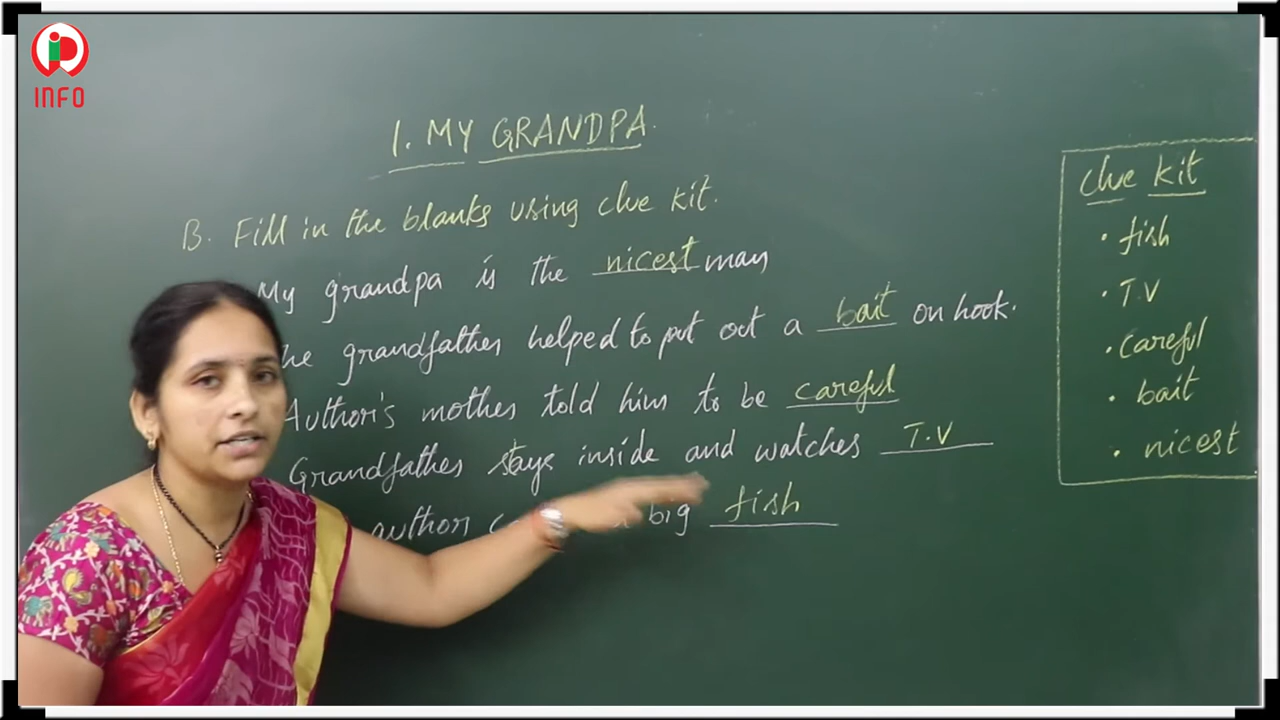 INFO
1. MY GRANDPA.
B. Fill in the blanks using clue kit.
My grandpa is the nicest man
grandfather helped to put out a bait on hook.
Author's mother told him to be careful
Grandfather stays inside and watches T.V
author big fish
Clue kit
• fish
• T.V
• careful
• bait
• nicest